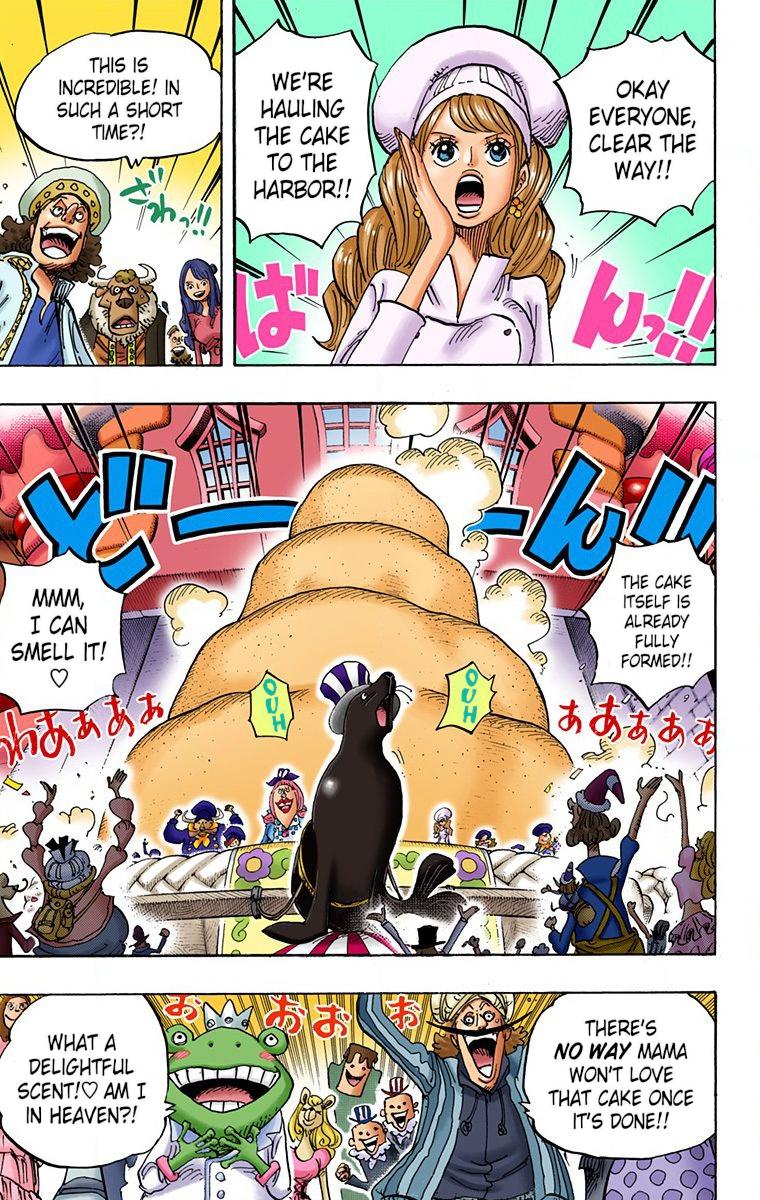 OKAY
EVERYONE,
CLEAR THE
WAY!!
WE'RE
HAULING
THE CAKE
TO THE
HARBOR!!
ばんっ!!
THIS IS
INCREDIBLE! IN
SUCH A SHORT
TIME?!
ざわっ!!
どーーん!!
THE CAKE
ITSELF IS
ALREADY
FULLY
FORMED!!
MMM,
I CAN
SMELL IT!
♡
OUH
OUH
ああああぁ
わわああああ
THERE'S
NO WAY MAMA
WON'T LOVE
THAT CAKE ONCE
IT'S DONE!!
おおおお
WHAT A
DELIGHTFUL
SCENT!♡ AM I
IN HEAVEN?!